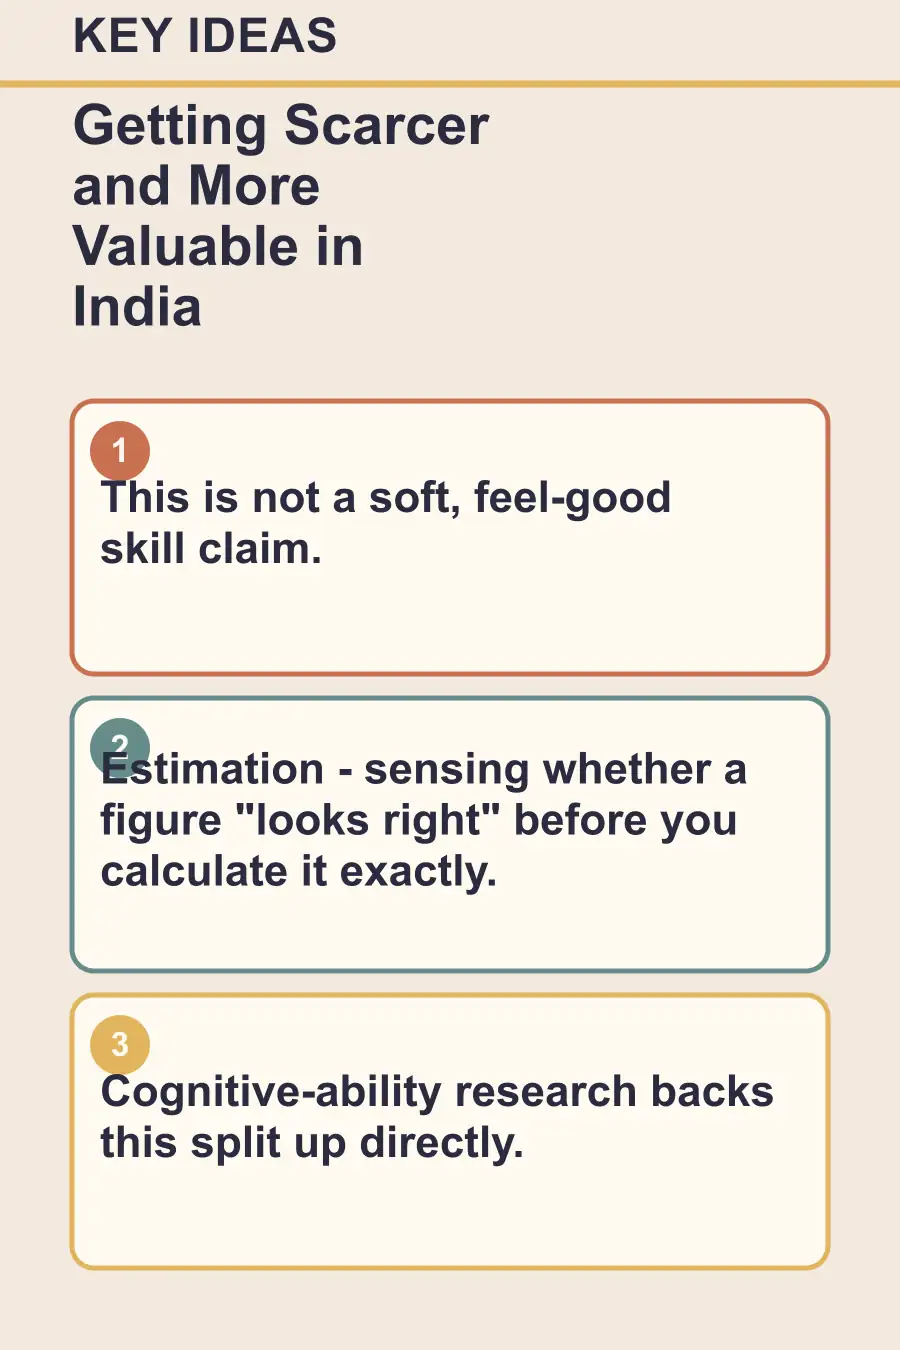 KEY IDEAS
Getting Scarcer
and More
Valuable in
India
1
This is not a soft, feel-good
skill claim.
2
Estimation - sensing whether a
figure "looks right" before you
calculate it exactly.
3
Cognitive-ability research backs
this split up directly.